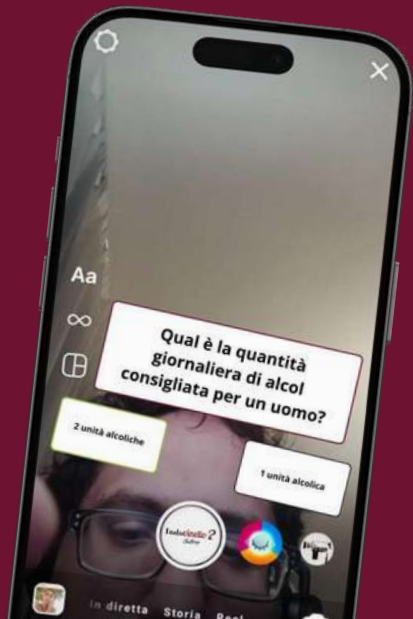 Aa
Qual è la quantità
giornaliera di alcol
consigliata per un uomo?
2 unità alcoliche
1 unità alcolica
In diretta Storia Reel